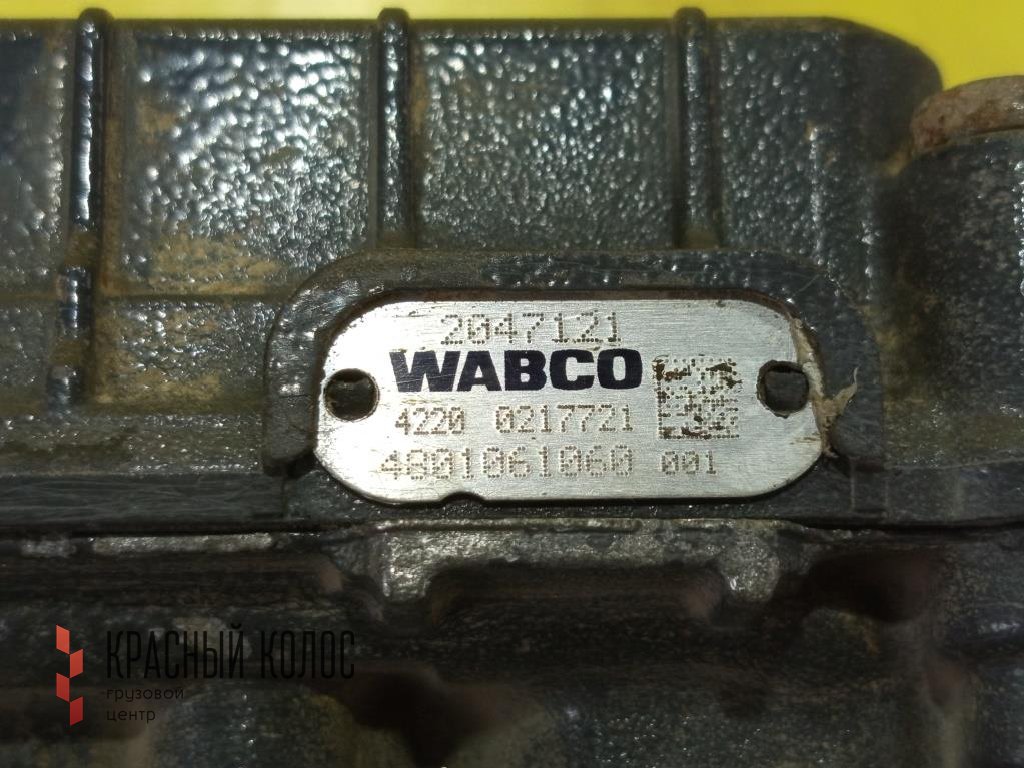 2047121
WABCO
4220 0217721
4801061060 001
КРАСНЫЙ КОЛОС
грузовой
центр